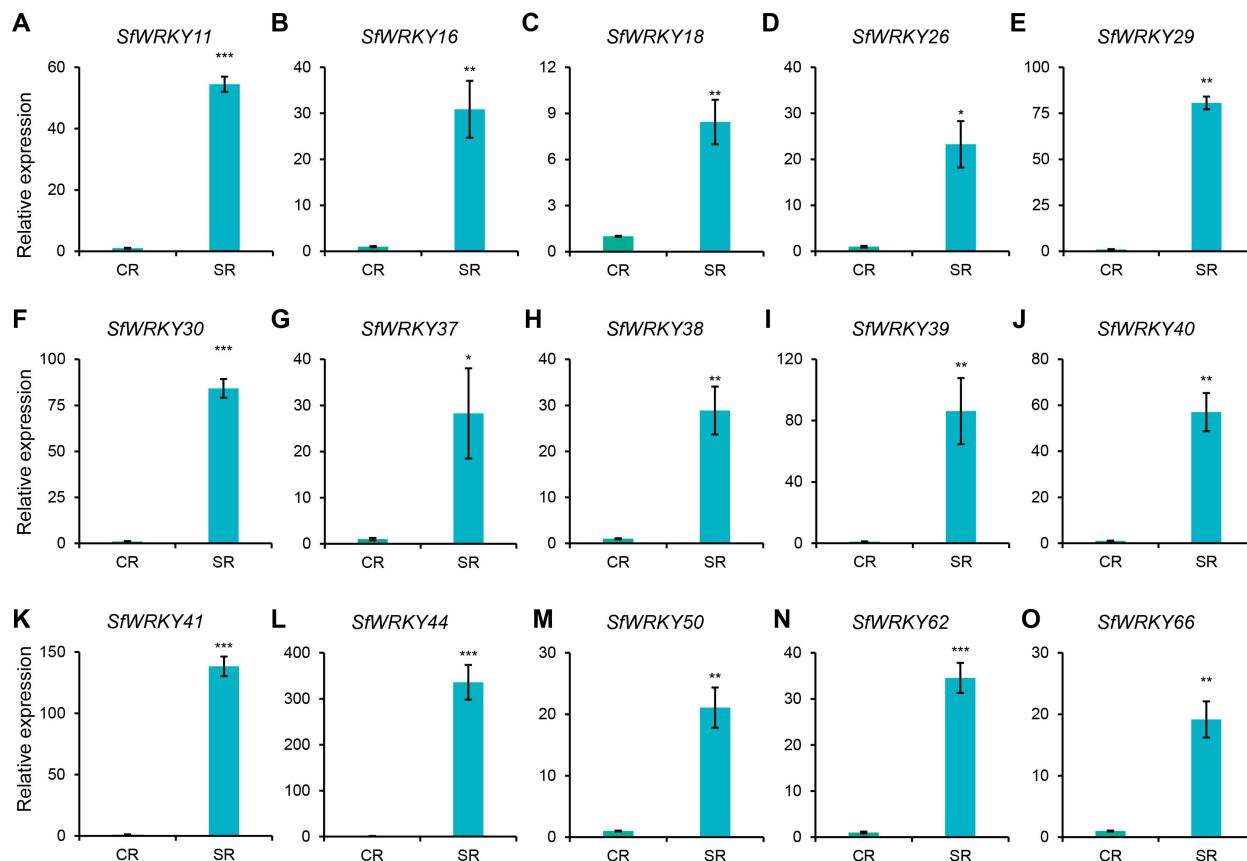 A SfWRKY11
B SfWRKY16
C SfWRKY18
D SfWRKY26
E SfWRKY29
Relative expression
60
40
20
0
***
CR SR
40
30
20
10
0
**
CR SR
12
9
6
3
0
**
CR SR
40
30
20
10
0
*
CR SR
100
75
50
25
0
**
CR SR
F SfWRKY30
G SfWRKY37
H SfWRKY38
I SfWRKY39
J SfWRKY40
Relative expression
100
75
50
25
0
***
CR SR
40
30
20
10
0
*
CR SR
40
30
20
10
0
**
CR SR
120
80
40
0
**
CR SR
80
60
40
20
0
**
CR SR
K SfWRKY41
L SfWRKY44
M SfWRKY50
N SfWRKY62
O SfWRKY66
Relative expression
150
100
50
0
***
CR SR
400
300
200
100
0
***
CR SR
30
20
10
0
**
CR SR
40
30
20
10
0
***
CR SR
30
20
10
0
**
CR SR